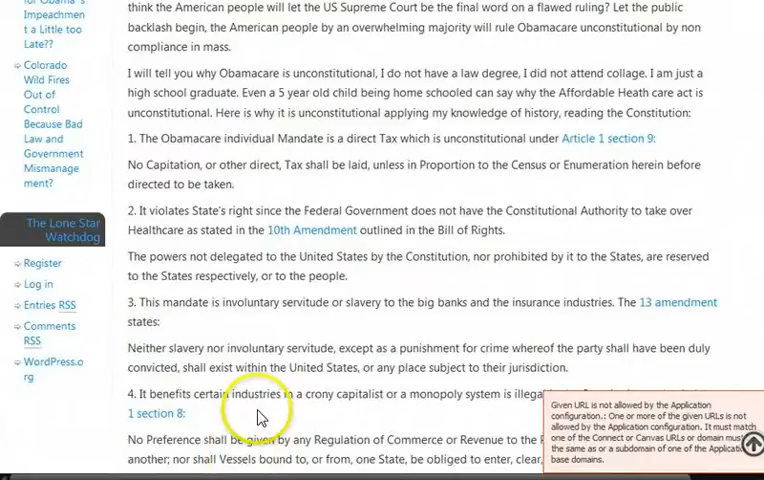 for Obama's
Impeachmen
t a Little too
Late??
Colorado
Wild Fires
Out of
Control
Because Bad
Law and
Government
Mismanage
ment?
The Lone Star
Watchdog
Register
Log in
Entries RSS
Comments
RSS
WordPress.o
rg
think the American people will let the US Supreme Court be the final word on a flawed ruling? Let the public
backlash begin, the American people by an overwhelming majority will rule Obamacare unconstitutional by non
compliance in mass.
I will tell you why Obamacare is unconstitutional, I do not have a law degree, I did not attend collage. I am just a
high school graduate. Even a 5 year old child being home schooled can say why the Affordable Heath care act is
unconstitutional. Here is why it is unconstitutional applying my knowledge of history, reading the Constitution:
1. The Obamacare individual Mandate is a direct Tax which is unconstitutional under Article 1 section 9:
No Capitation, or other direct, Tax shall be laid, unless in Proportion to the Census or Enumeration herein before
directed to be taken.
2. It violates State's right since the Federal Government does not have the Constitutional Authority to take over
Healthcare as stated in the 10th Amendment outlined in the Bill of Rights.
The powers not delegated to the United States by the Constitution, nor prohibited by it to the States, are reserved
to the States respectively, or to the people.
3. This mandate is involuntary servitude or slavery to the big banks and the insurance industries. The 13 amendment
states:
Neither slavery nor involuntary servitude, except as a punishment for crime whereof the party shall have been duly
convicted, shall exist within the United States, or any place subject to their jurisdiction.
4. It benefits certain industries in a crony capitalist or a monopoly system is illega
1 section 8:
No Preference shall be given by any Regulation of Commerce or Revenue to the
another; nor shall Vessels bound to, or from, one State, be obliged to enter, clear,
Given URL is not allowed by the Application
configuration.: One or more of the given URLs is not
allowed by the Application configuration. It must match
one of the Connect or Canvas URLs or domain must
the same as or a subdomain of one of the Applicati
base domains.